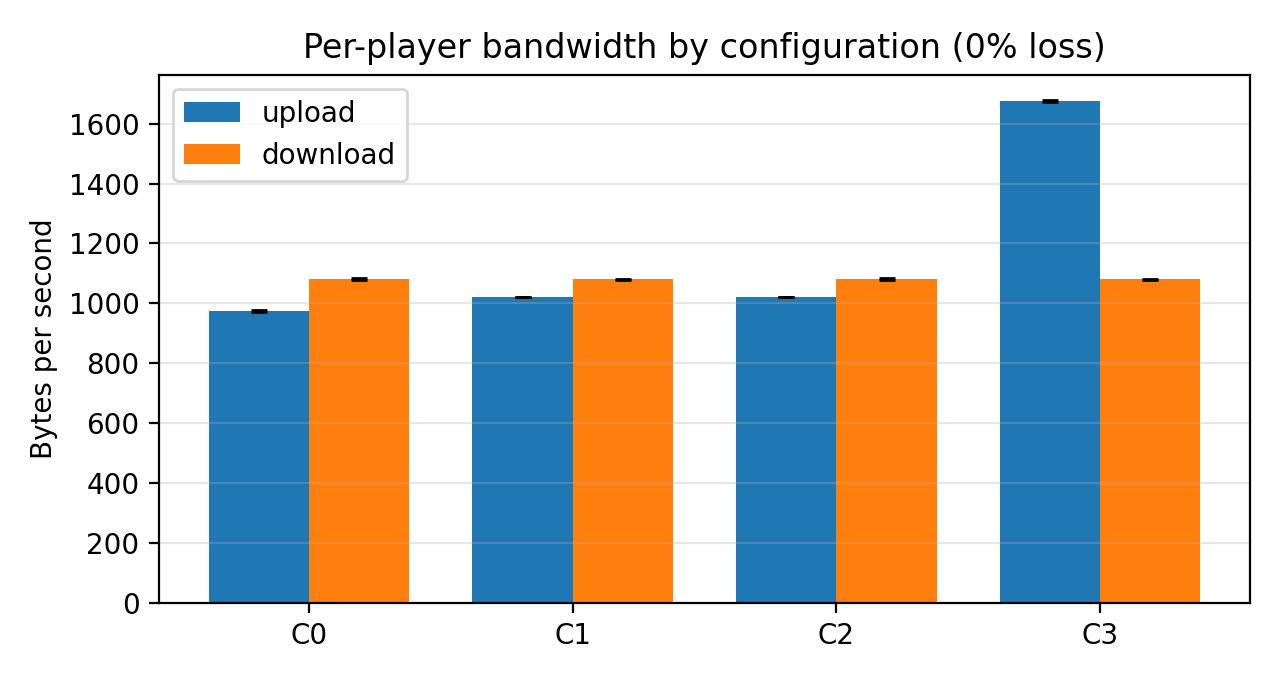 Per-player bandwidth by configuration (0% loss)
upload
download
Bytes per second
1600
1400
1200
1000
800
600
400
200
0
C0 C1 C2 C3